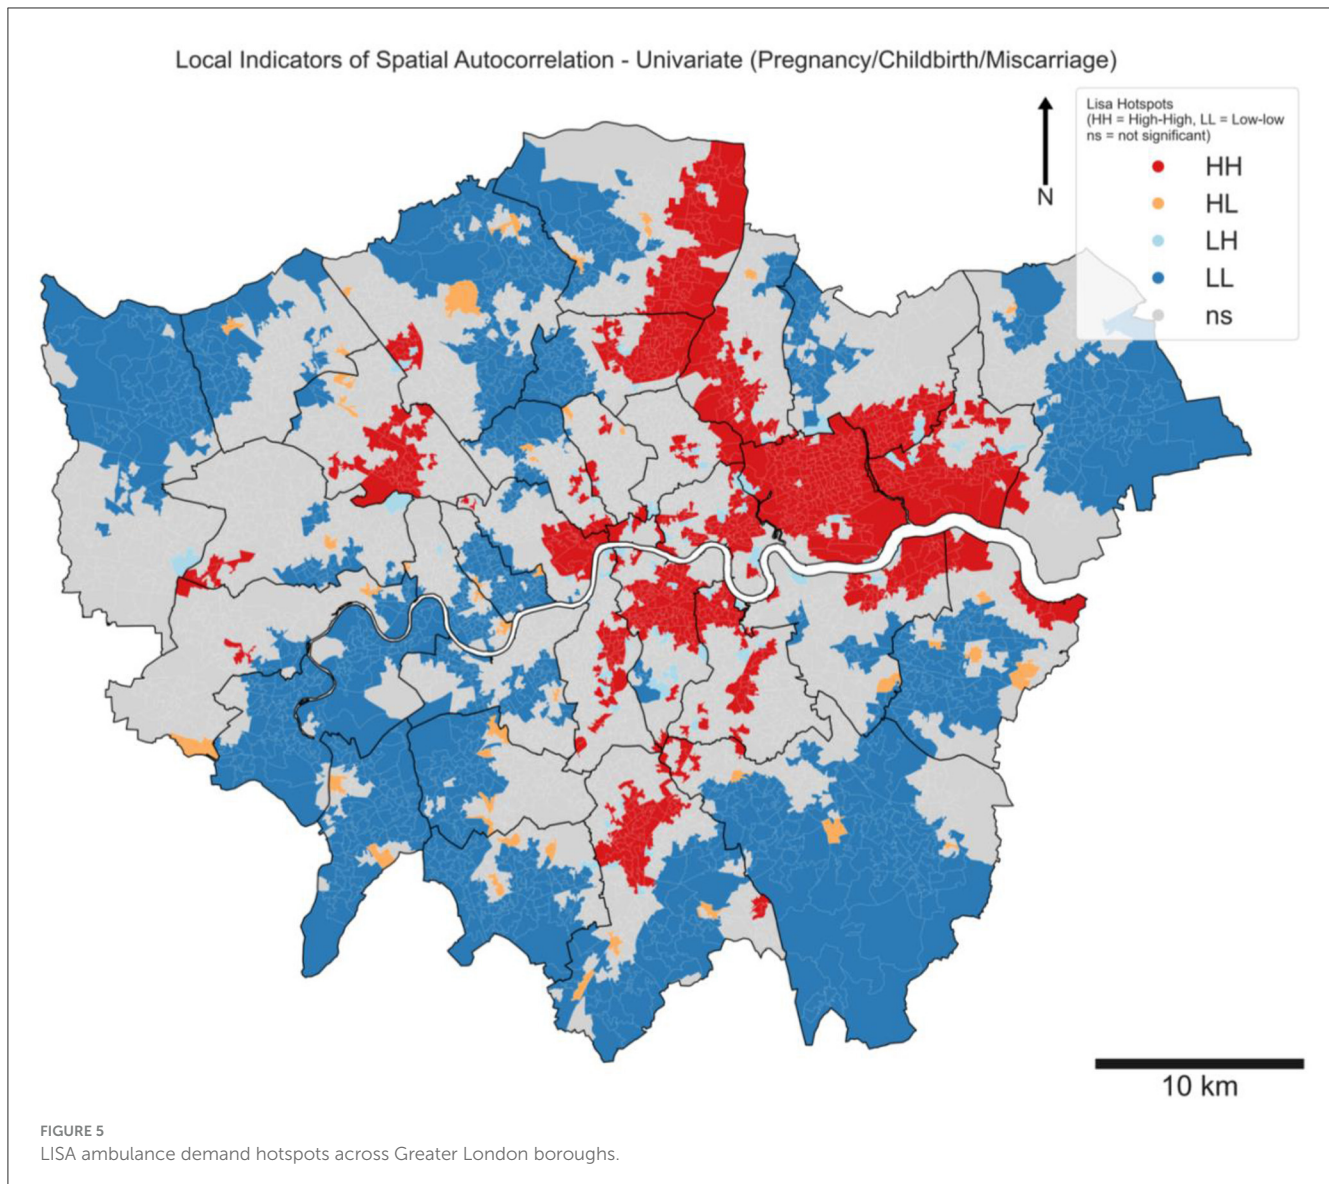 Local Indicators of Spatial Autocorrelation - Univariate (Pregnancy/Childbirth/Miscarriage)
Lisa Hotspots
(HH = High-High, LL = Low-low
ns = not significant)
HH
HL
LH
LL
ns
N
10 km
FIGURE 5
LISA ambulance demand hotspots across Greater London boroughs.